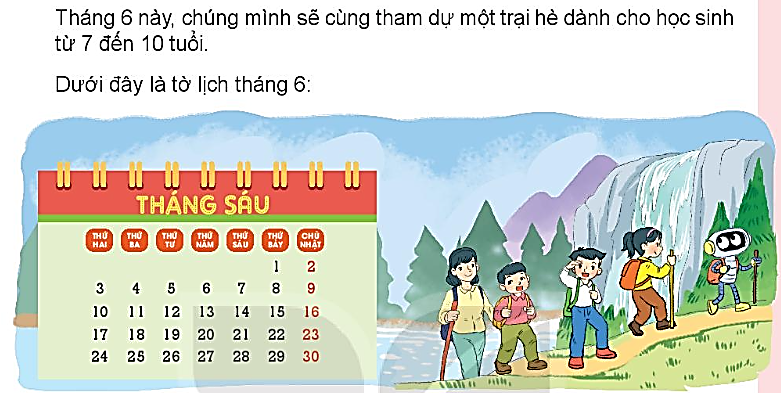 Tháng 6 này, chúng mình sẽ cùng tham dự một trại hè dành cho học sinh
từ 7 đến 10 tuổi.
Dưới đây là tờ lịch tháng 6:
THÁNG SÁU
THỨ HAI THỨ BA THỨ TƯ THỨ NĂM THỨ SÁU THỨ BẢY CHỦ NHẬT
1 2
3 4 5 6 7 8 9
10 11 12 13 14 15 16
17 18 19 20 21 22 23
24 25 26 27 28 29 30